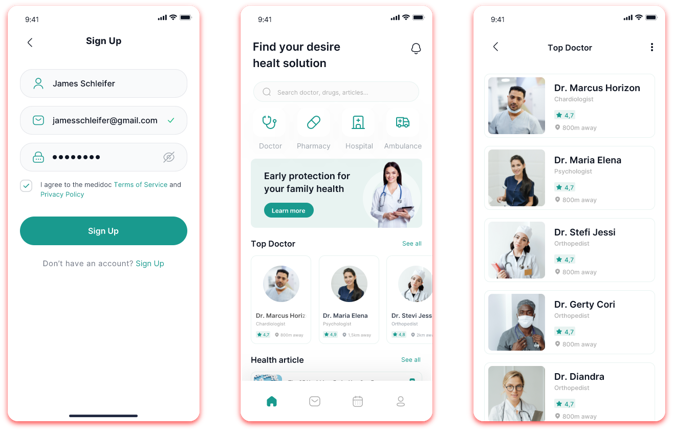 9:41
Sign Up
James Schleifer
jamesschleifer@gmail.com
I agree to the medidoc Terms of Service and
Privacy Policy
Sign Up
Don't have an account? Sign Up
9:41
Find your desire
healt solution
Search doctor, drugs, articles...
Doctor
Pharmacy
Hospital
Ambulance
Early protection for
your family health
Learn more
Top Doctor
See all
Dr. Marcus Horiz
Chardiologist
4,7
800m away
Dr. Maria Elena
Psychologist
4,9
1,5km away
Dr. Stevi Jess
Orthopedist
4,8
2km away
Health article
See all
9:41
Top Doctor
Dr. Marcus Horizon
Chardiologist
4,7
800m away
Dr. Maria Elena
Psychologist
4,7
800m away
Dr. Stefi Jessi
Orthopedist
4,7
800m away
Dr. Gerty Cori
Orthopedist
4,7
800m away
Dr. Diandra
Orthopedist
4,7
800m away